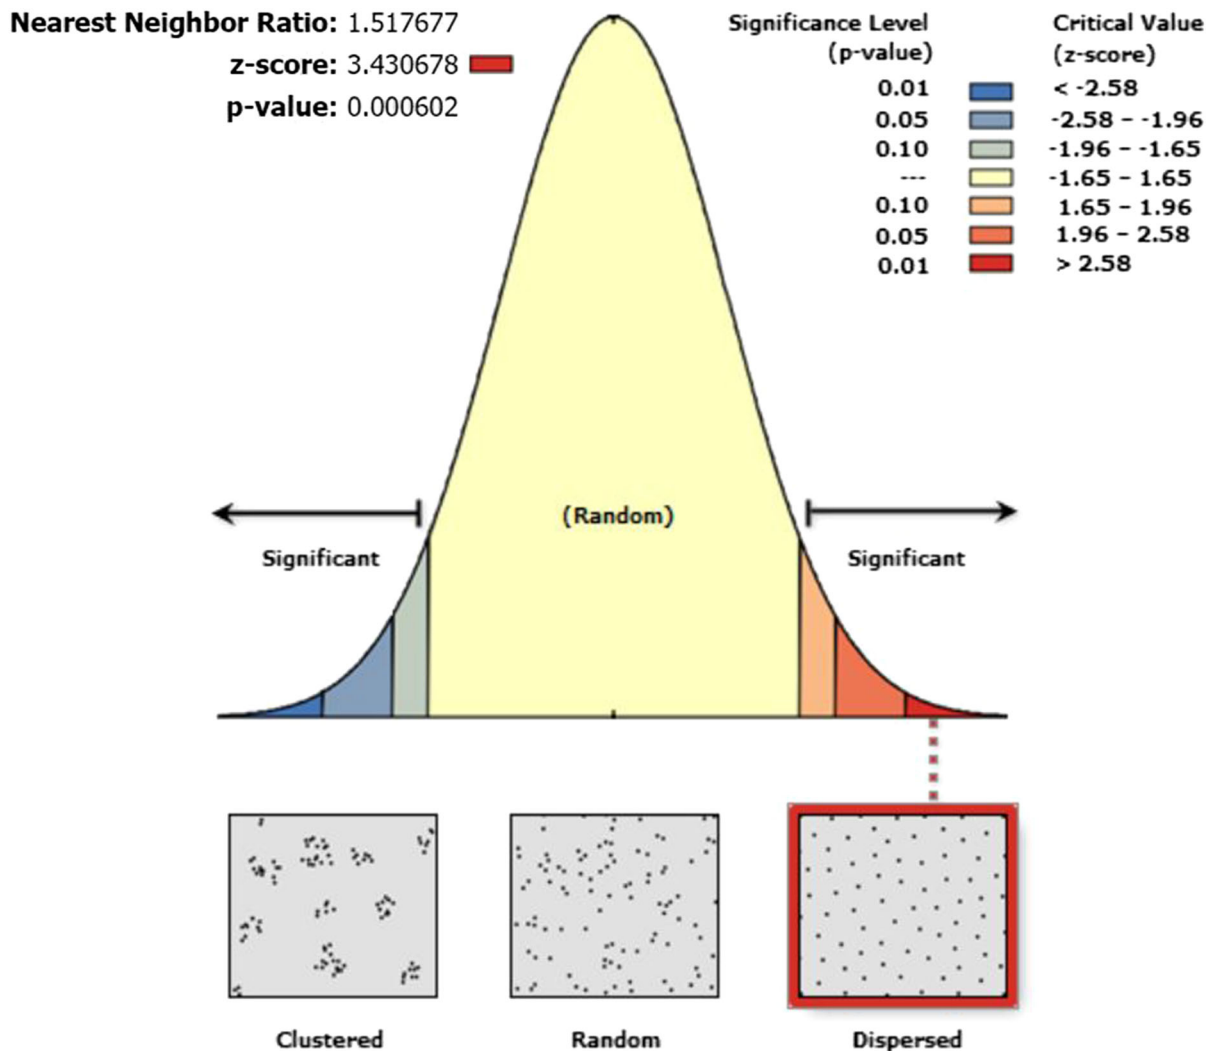 Nearest Neighbor Ratio: 1.517677
z-score: 3.430678
p-value: 0.000602
Significance Level
(p-value)
Critical Value
(z-score)
0.01 < -2.58
0.05 -2.58 – -1.96
0.10 -1.96 – -1.65
--- -1.65 – 1.65
0.10 1.65 – 1.96
0.05 1.96 – 2.58
0.01 > 2.58
(Random)
Significant
Significant
Clustered
Random
Dispersed